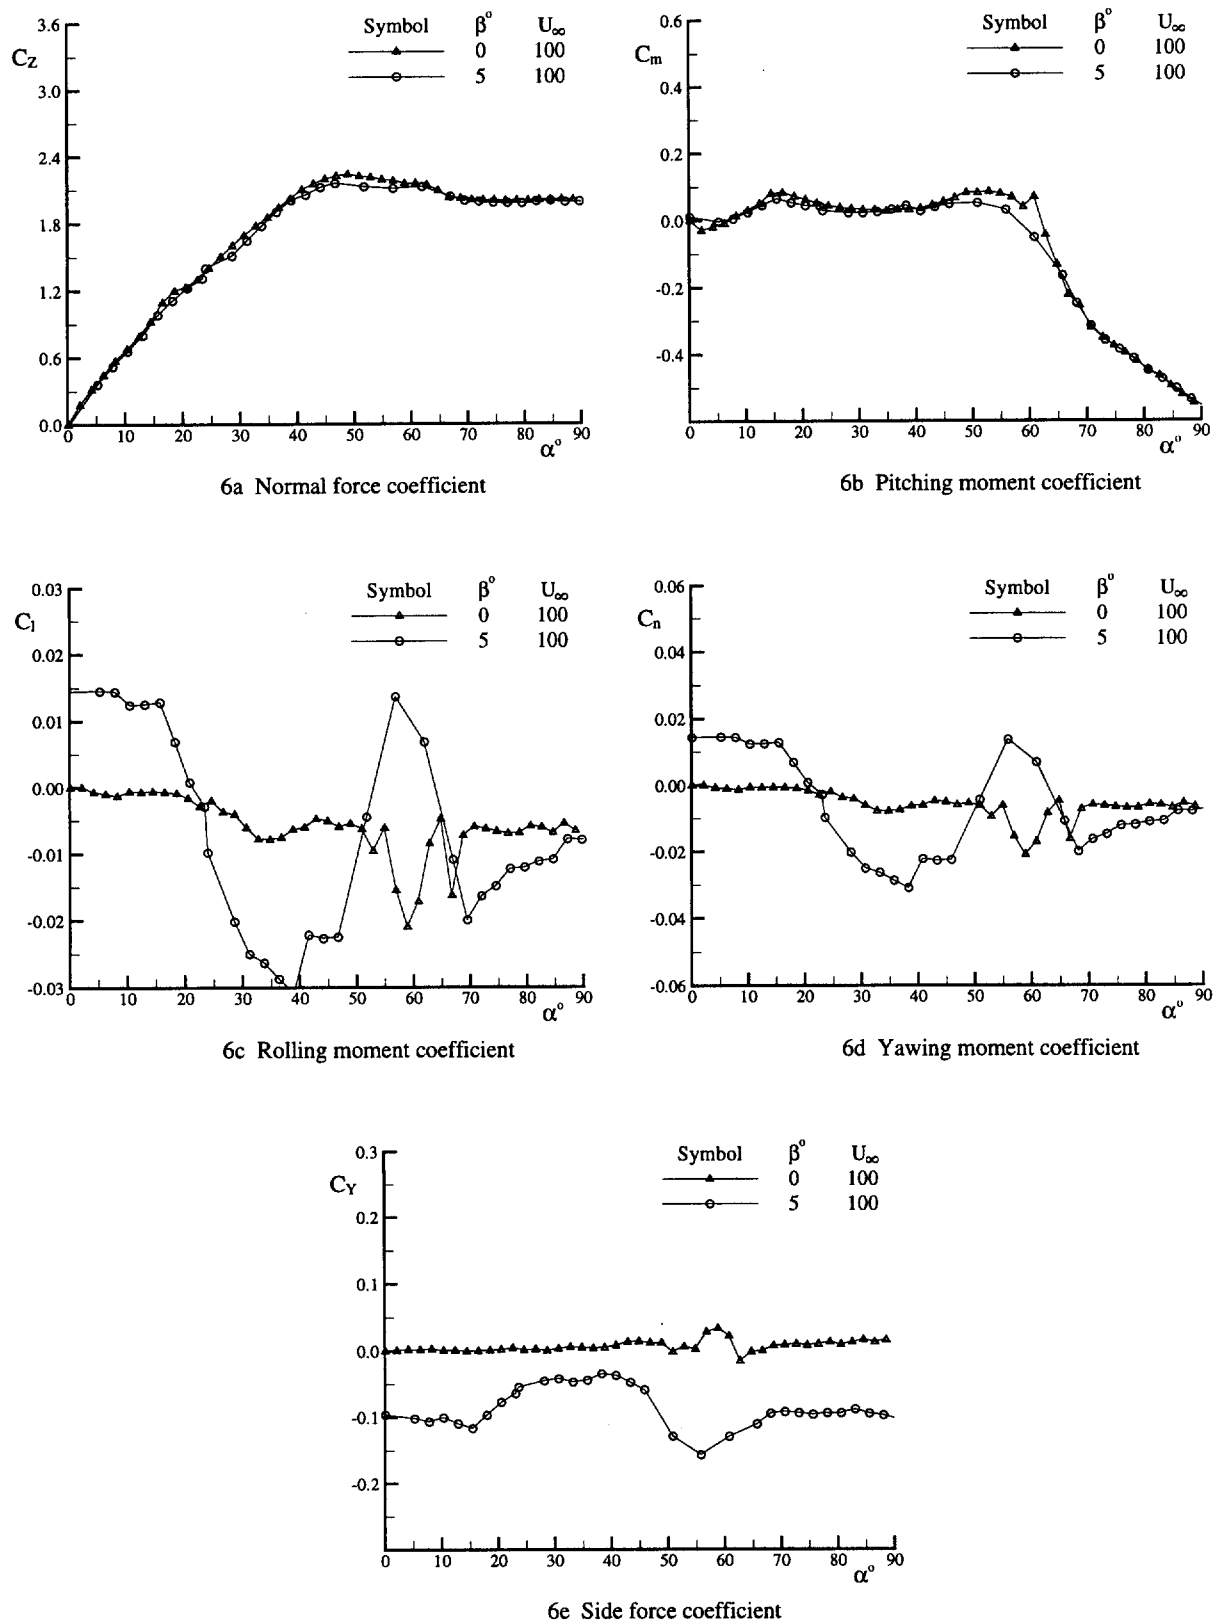 3.6
3.0
2.4
1.8
1.2
0.6
0.0
C_Z
Symbol β° U∞
0 100
5 100
0 10 20 30 40 50 60 70 80 90
α°
6a Normal force coefficient
0.6
0.4
0.2
0.0
-0.2
-0.4
C_m
Symbol β° U∞
0 100
5 100
0 10 20 30 40 50 60 70 80 90
α°
6b Pitching moment coefficient
0.03
0.02
0.01
0.00
-0.01
-0.02
-0.03
C_l
Symbol β° U∞
0 100
5 100
0 10 20 30 40 50 60 70 80 90
α°
6c Rolling moment coefficient
0.06
0.04
0.02
0.00
-0.02
-0.04
-0.06
C_n
Symbol β° U∞
0 100
5 100
0 10 20 30 40 50 60 70 80 90
α°
6d Yawing moment coefficient
0.3
0.2
0.1
0.0
-0.1
-0.2
C_Y
Symbol β° U∞
0 100
5 100
0 10 20 30 40 50 60 70 80 90
α°
6e Side force coefficient